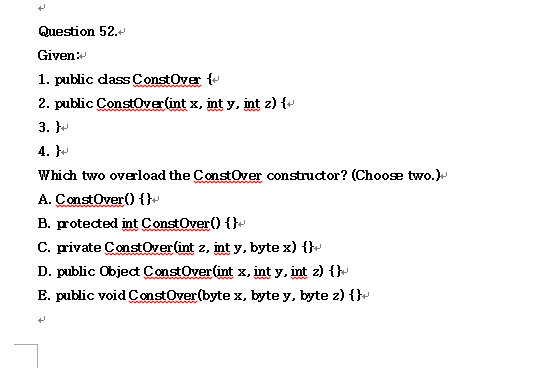 Question 52.
Given:
1. public class ConstOver {
2. public ConstOver(int x, int y, int z) {
3. }
4. }
Which two overload the ConstOver constructor? (Choose two.)
A. ConstOver() {}
B. protected int ConstOver() {}
C. private ConstOver(int z, int y, byte x) {}
D. public Object ConstOver(int x, int y, int z) {}
E. public void ConstOver(byte x, byte y, byte z) {}